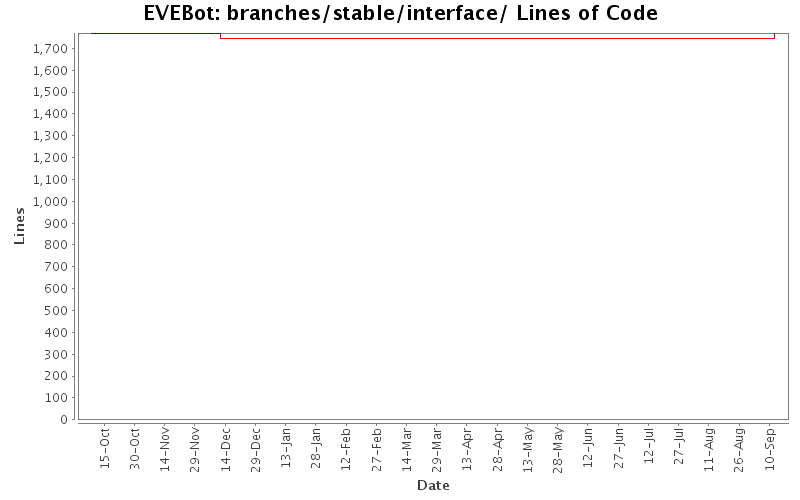 EVEBot: branches/stable/interface/ Lines of Code
1,700
1,600
1,500
1,400
1,300
1,200
1,100
1,000
900
800
700
600
500
400
300
200
100
0
Lines
15-Oct
30-Oct
14-Nov
29-Nov
14-Dec
29-Dec
13-Jan
28-Jan
12-Feb
27-Feb
14-Mar
29-Mar
13-Apr
28-Apr
13-May
28-May
12-Jun
27-Jun
12-Jul
27-Jul
11-Aug
26-Aug
10-Sep
Date